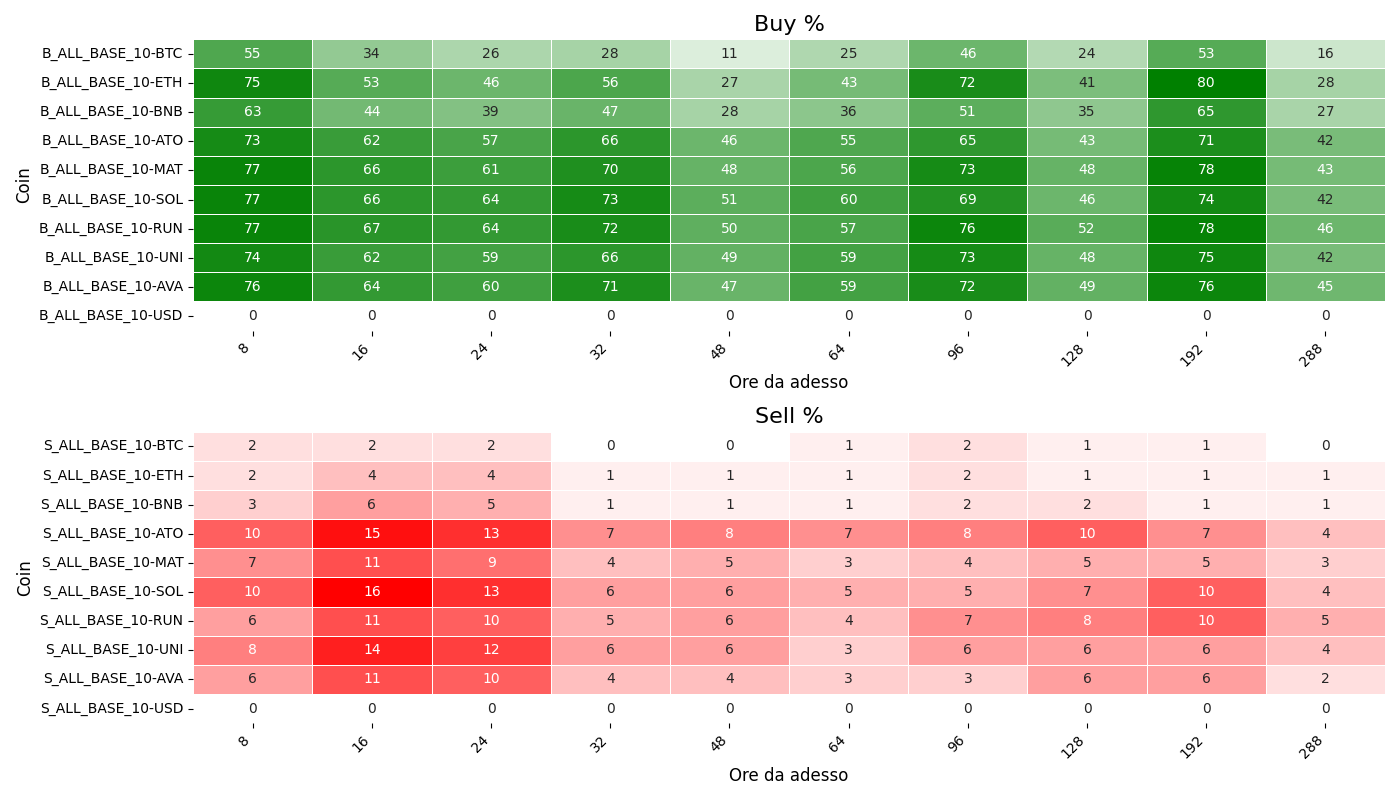 Buy %
Coin
B_ALL_BASE_10-BTC 55 34 26 28 11 25 46 24 53 16
B_ALL_BASE_10-ETH 75 53 46 56 27 43 72 41 80 28
B_ALL_BASE_10-BNB 63 44 39 47 28 36 51 35 65 27
B_ALL_BASE_10-ATO 73 62 57 66 46 55 65 43 71 42
B_ALL_BASE_10-MAT 77 66 61 70 48 56 73 48 78 43
B_ALL_BASE_10-SOL 77 66 64 73 51 60 69 46 74 42
B_ALL_BASE_10-RUN 77 67 64 72 50 57 76 52 78 46
B_ALL_BASE_10-UNI 74 62 59 66 49 59 73 48 75 42
B_ALL_BASE_10-AVA 76 64 60 71 47 59 72 49 76 45
B_ALL_BASE_10-USD 0 0 0 0 0 0 0 0 0 0
8 16 24 32 48 64 96 128 192 288
Ore da adesso
Sell %
Coin
S_ALL_BASE_10-BTC 2 2 2 0 0 1 2 1 1 0
S_ALL_BASE_10-ETH 2 4 4 1 1 1 2 1 1 1
S_ALL_BASE_10-BNB 3 6 5 1 1 1 2 2 1 1
S_ALL_BASE_10-ATO 10 15 13 7 8 7 8 10 7 4
S_ALL_BASE_10-MAT 7 11 9 4 5 3 4 5 5 3
S_ALL_BASE_10-SOL 10 16 13 6 6 5 5 7 10 4
S_ALL_BASE_10-RUN 6 11 10 5 6 4 7 8 10 5
S_ALL_BASE_10-UNI 8 14 12 6 6 3 6 6 6 4
S_ALL_BASE_10-AVA 6 11 10 4 4 3 3 6 6 2
S_ALL_BASE_10-USD 0 0 0 0 0 0 0 0 0 0
8 16 24 32 48 64 96 128 192 288
Ore da adesso